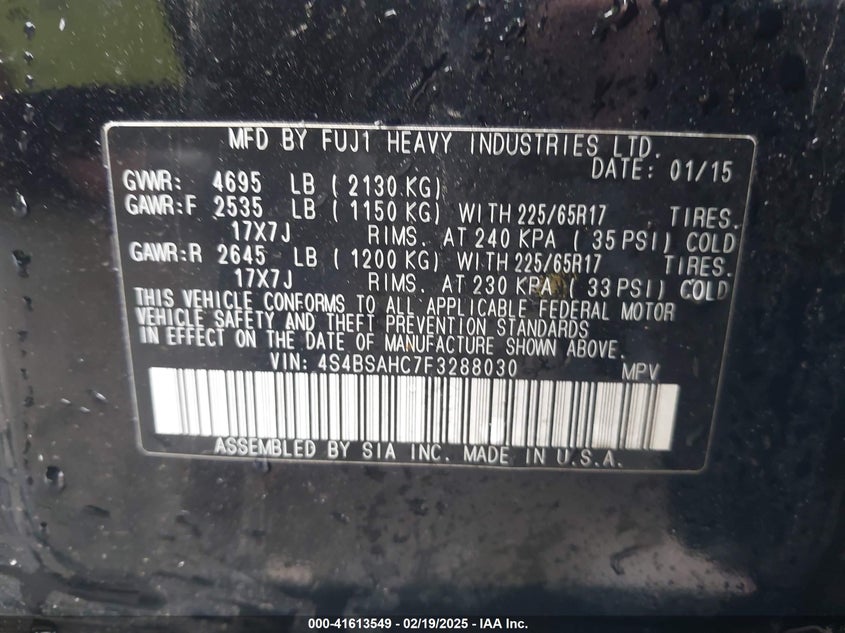 MFD BY FUJI HEAVY INDUSTRIES LTD.
DATE: 01/15
GVWR: 4695 LB ( 2130 KG)
GAWR:F 2535 LB ( 1150 KG) WITH 225/65R17 TIRES.
17X7J RIMS. AT 240 KPA ( 35 PSI) COLD
GAWR:R 2645 LB ( 1200 KG) WITH 225/65R17 TIRES.
17X7J RIMS. AT 230 KPA ( 33 PSI) COLD
THIS VEHICLE CONFORMS TO ALL APPLICABLE FEDERAL MOTOR
VEHICLE SAFETY AND THEFT PREVENTION STANDARDS
IN EFFECT ON THE DATE OF MANUFACTURE SHOWN ABOVE.
VIN: 4S4BSAHC7F3288030 MPV
ASSEMBLED BY SIA INC. MADE IN U.S.A.
000-41613549 - 02/19/2025 - IAA Inc.